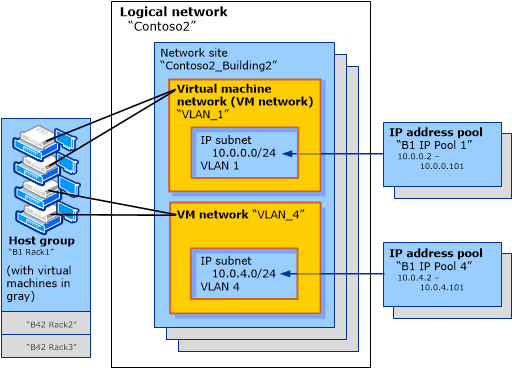 Logical network
"Contoso2"
Network site
"Contoso2_Building2"
Virtual machine
network (VM network)
"VLAN_1"
IP subnet
10.0.0.0/24
VLAN 1
VM network "VLAN_4"
IP subnet
10.0.4.0/24
VLAN 4
Host group
"B1 Rack1"
(with virtual
machines in
gray)
"B42 Rack2"
"B42 Rack3"
IP address pool
"B1 IP Pool 1"
10.0.0.2 –
10.0.0.101
IP address pool
"B1 IP Pool 4"
10.0.4.2 –
10.0.4.101